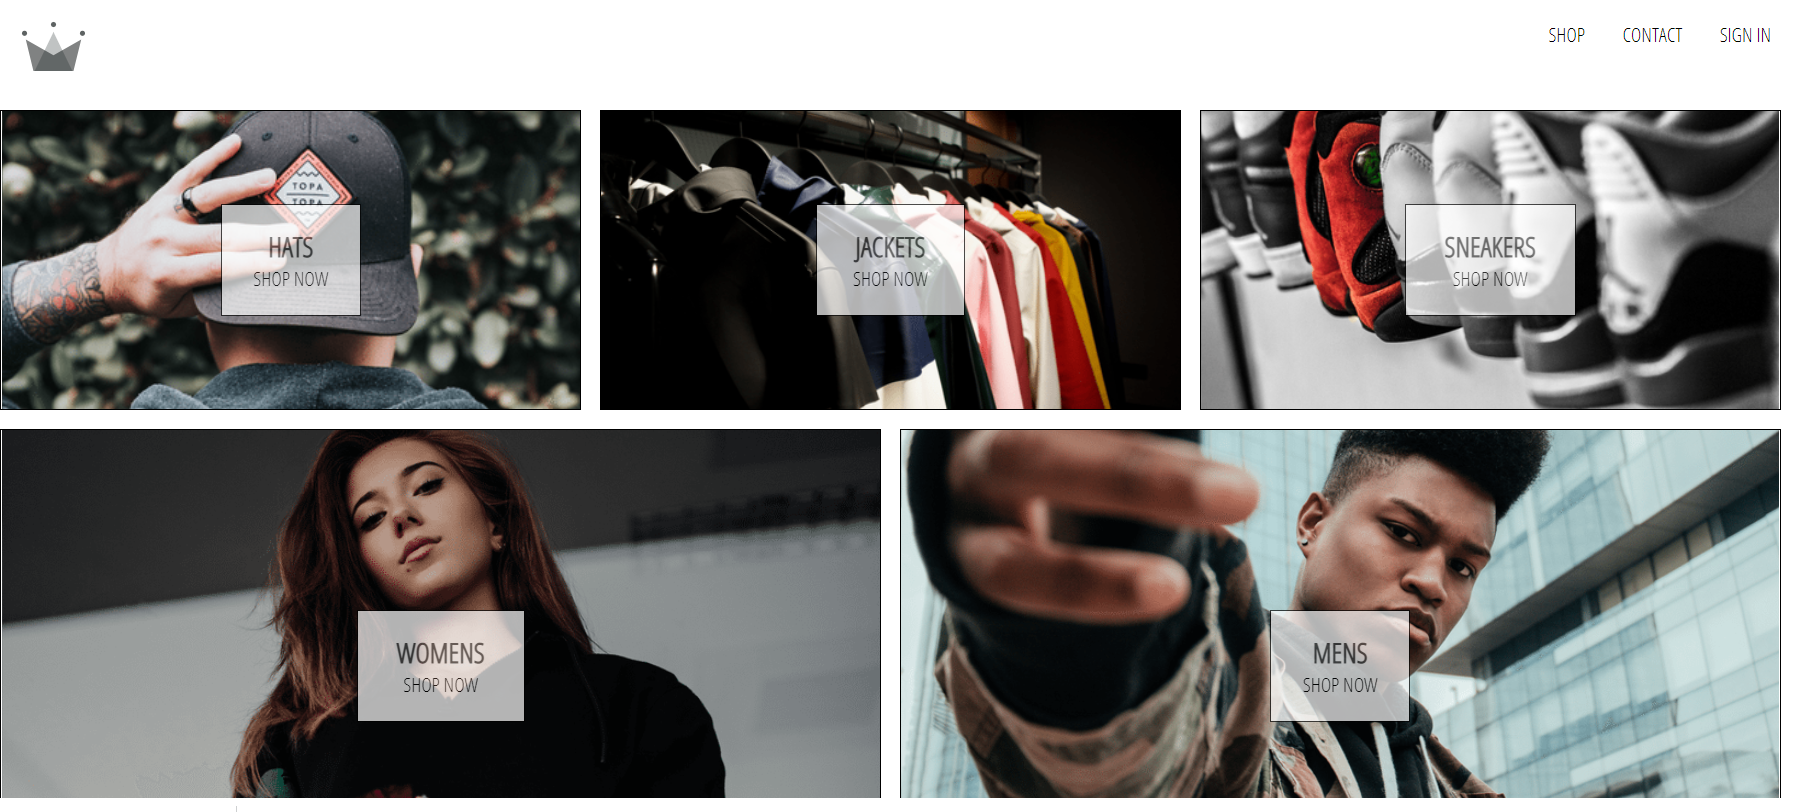 SHOP CONTACT SIGN IN
TOPA
TOPA
HATS
SHOP NOW
JACKETS
SHOP NOW
SNEAKERS
SHOP NOW
WOMENS
SHOP NOW
MENS
SHOP NOW